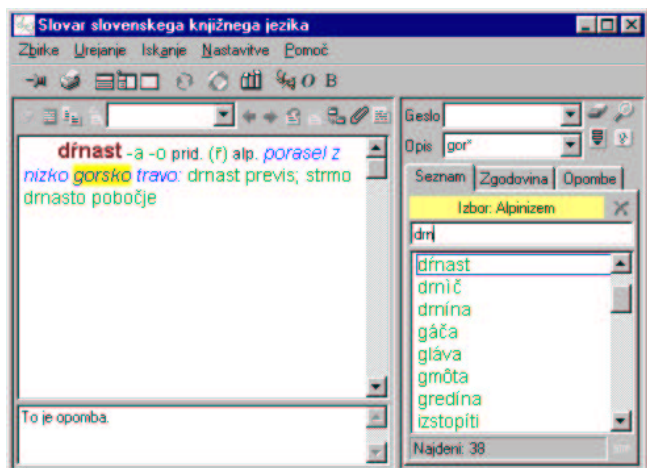 Slovar slovenskega knjižnega jezika
Zbirke Urejanje Iskanje Nastavitve Pomoč
O B
dŕnast -a -o prid. (ŕ) alp. porasel z
nizko gorsko travo: drnast previs; strmo
drnasto pobočje
To je opomba.
Geslo
Opis gor*
Seznam Zgodovina Opombe
Izbor: Alpinizem
drn
dŕnast
drnìč
drnína
gáča
gláva
gmôta
gredína
izstopíti
Najdeni: 38